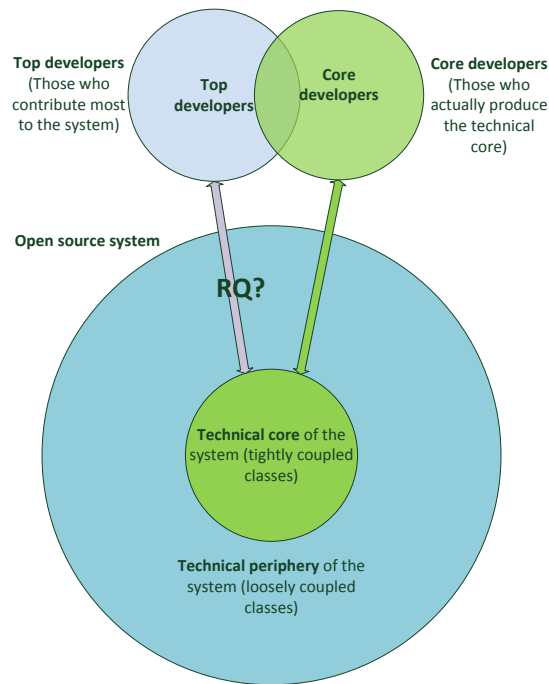 Top developers
(Those who
contribute most
to the system)
Top
developers
Core
developers
Core developers
(Those who
actually produce
the technical
core)
Open source system
RQ?
Technical core of the
system (tightly coupled
classes)
Technical periphery of the
system (loosely coupled
classes)